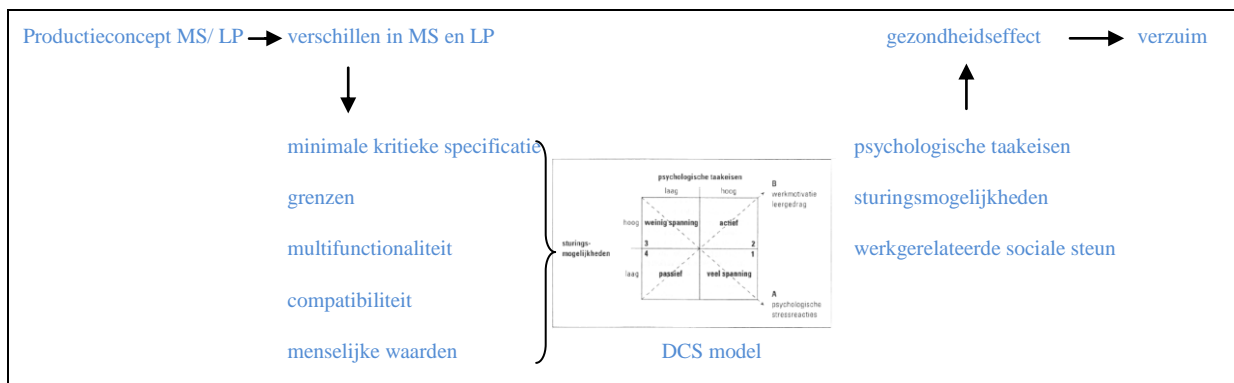 Productieconcept MS/ LP
verschillen in MS en LP
gezondheidseffect
verzuim
minimale kritieke specificatie
grenzen
multifunctionaliteit
compatibiliteit
menselijke waarden
psychologische taakeisen
laag
hoog
B
werkmotivatie
leergedrag
hoog
weinig spanning
actief
sturings-
mogelijkheden
3
2
4
1
laag
passief
veel spanning
A
psychologische
stressreacties
DCS model
psychologische taakeisen
sturingsmogelijkheden
werkgerelateerde sociale steun